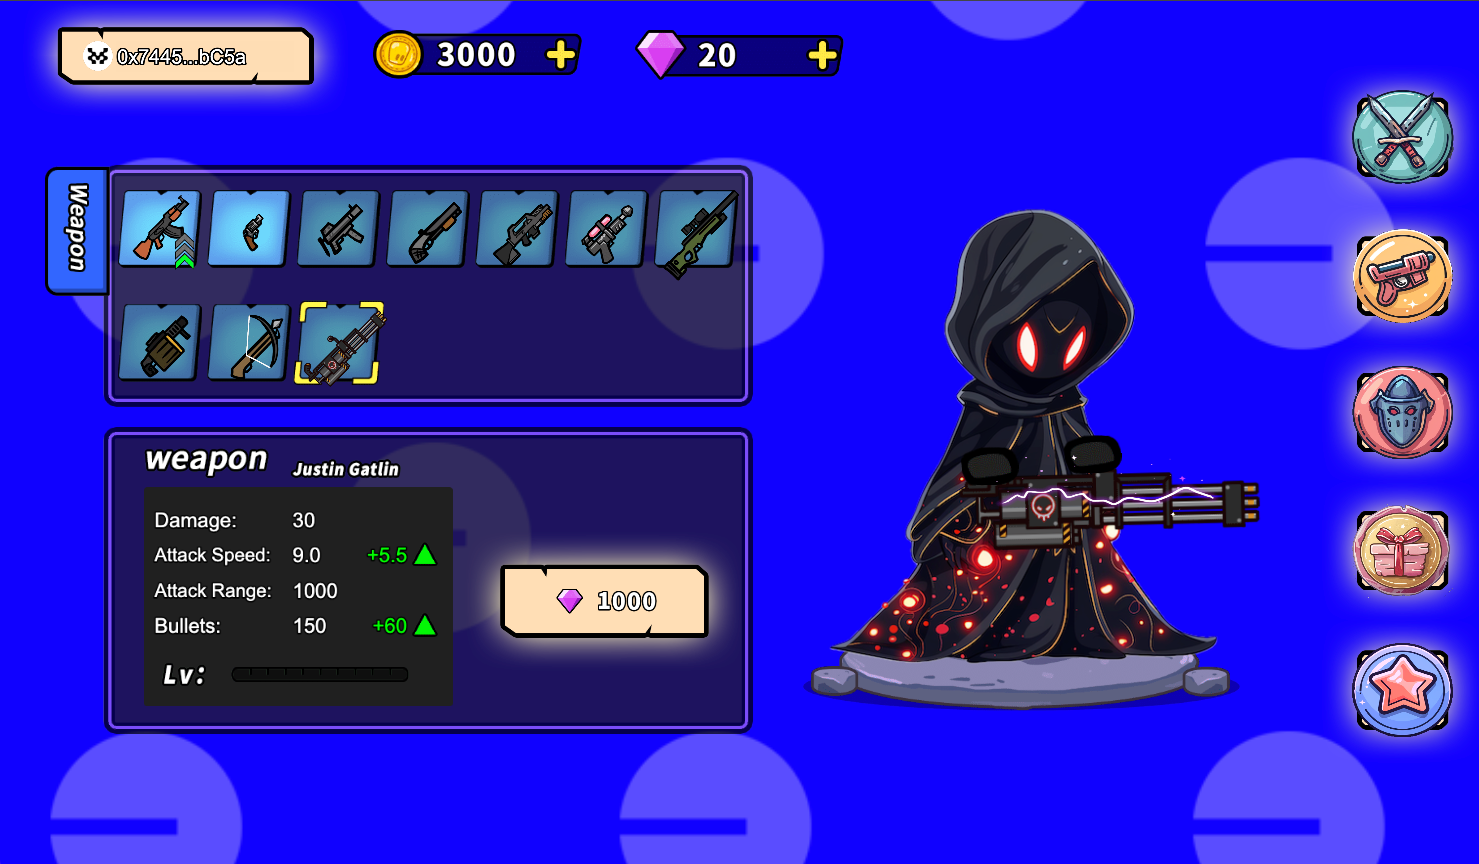 0x7445...bC5a
3000
20
Weapon
weapon Justin Gatlin
Damage: 30
Attack Speed: 9.0 +5.5
Attack Range: 1000
Bullets: 150 +60
Lv:
1000